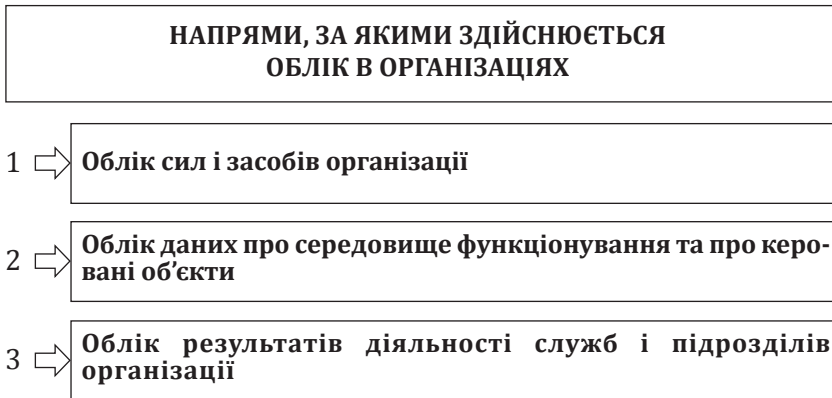 НАПРЯМИ, ЗА ЯКИМИ ЗДІЙСНЮЄТЬСЯ
ОБЛІК В ОРГАНІЗАЦІЯХ
1 Облік сил і засобів організації
2 Облік даних про середовище функціонування та про керо-
вані об’єкти
3 Облік результатів діяльності служб і підрозділів
організації